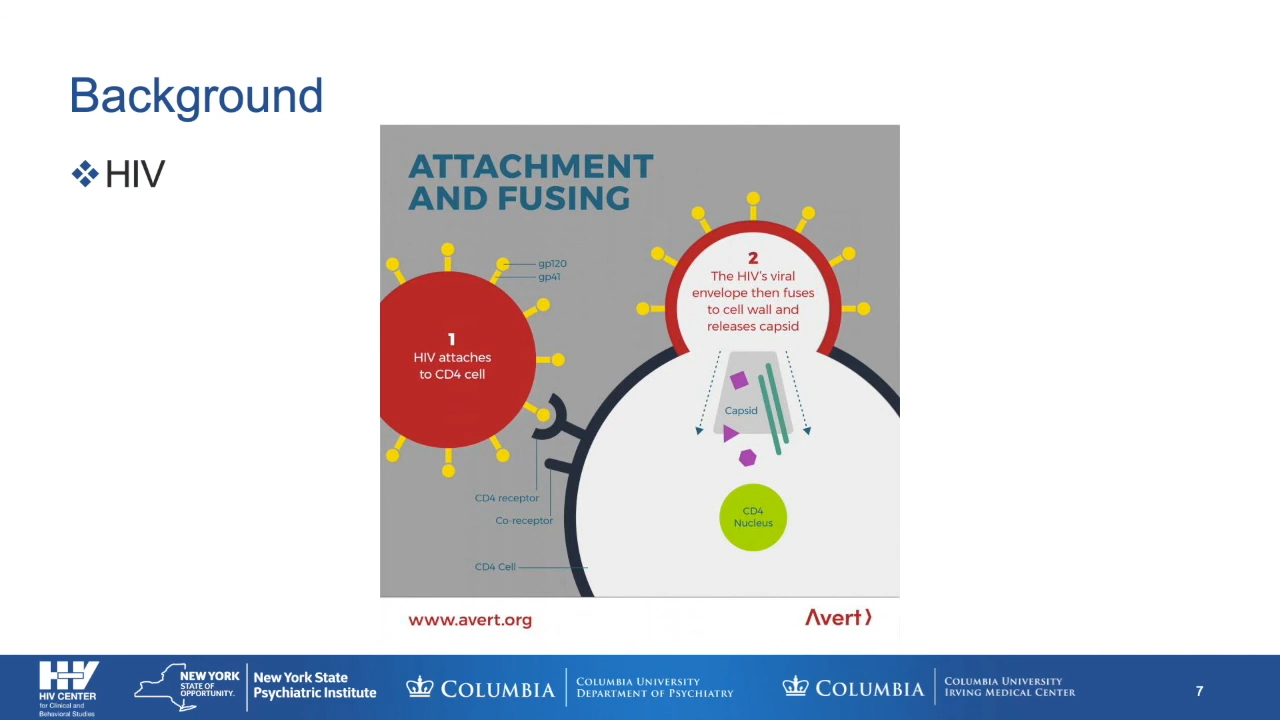 Background
❖ HIV
ATTACHMENT
AND FUSING
gp120
gp41
1
HIV attaches
to CD4 cell
2
The HIV's viral
envelope then fuses
to cell wall and
releases capsid
Capsid
CD4
Nucleus
CD4 receptor
Co-receptor
CD4 Cell
www.avert.org
Avert
HIV
HIV CENTER
for Clinical and
Behavioral Studies
NEW YORK
STATE OF
OPPORTUNITY.
New York State
Psychiatric Institute
COLUMBIA
COLUMBIA UNIVERSITY
DEPARTMENT OF PSYCHIATRY
COLUMBIA
COLUMBIA UNIVERSITY
IRVING MEDICAL CENTER
7